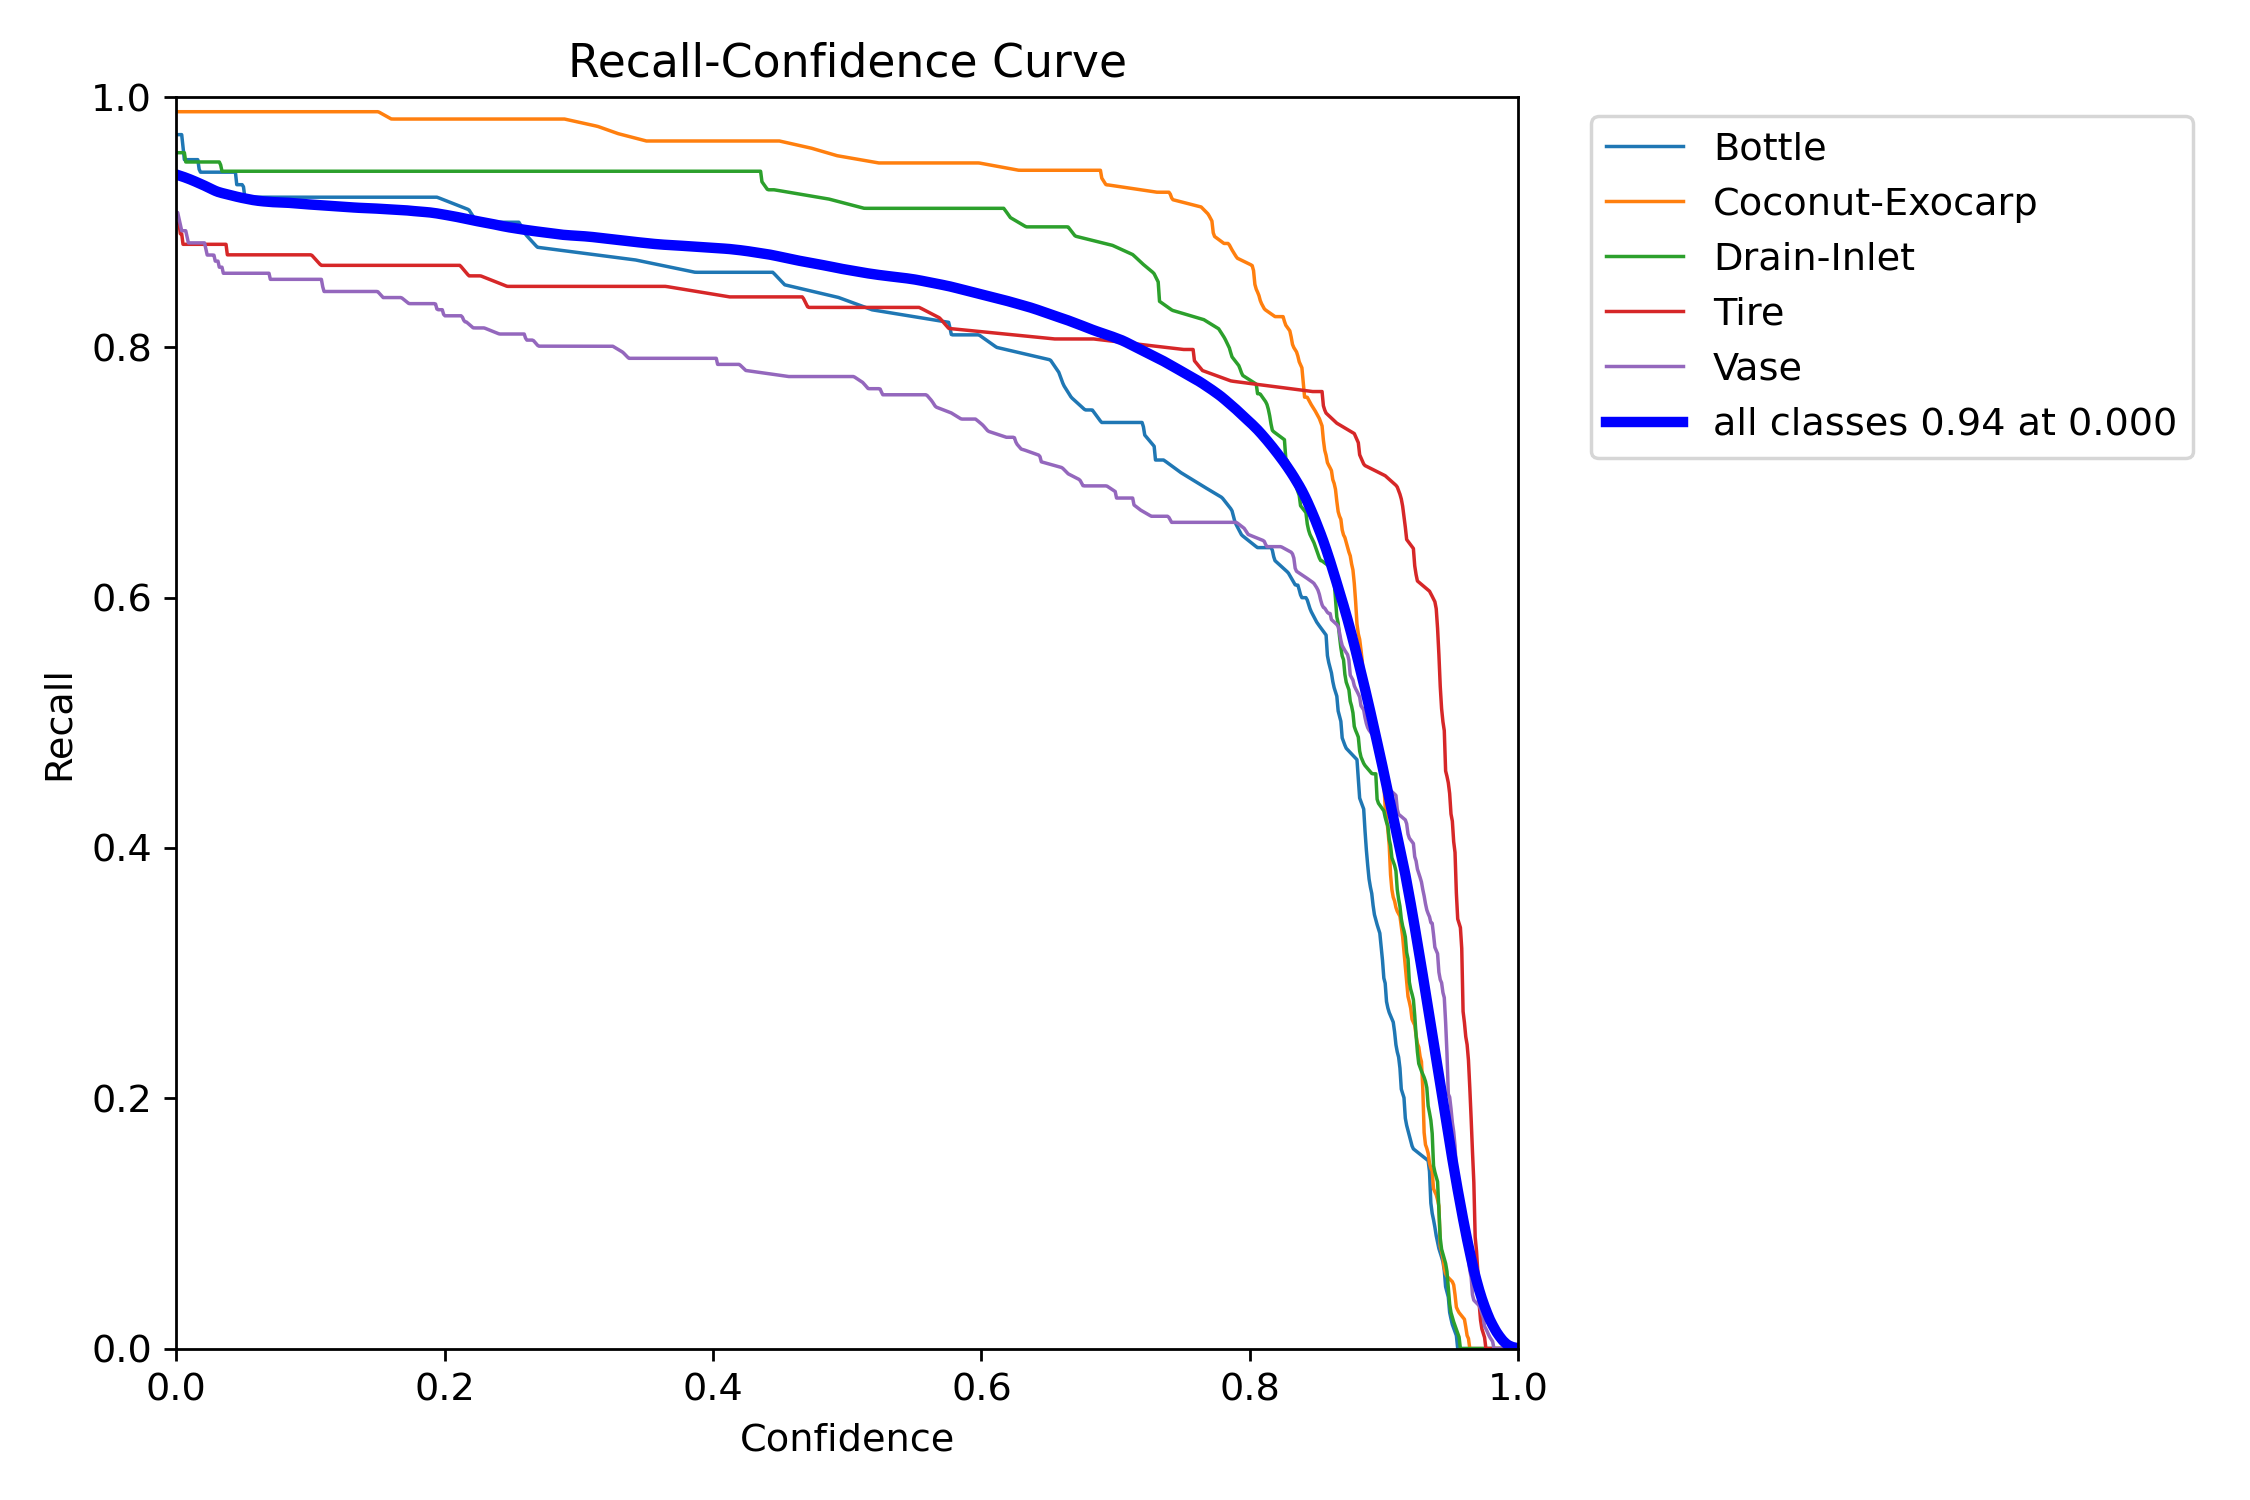 Recall-Confidence Curve
1.0
0.8
0.6
0.4
0.2
0.0
Recall
0.0 0.2 0.4 0.6 0.8 1.0
Confidence
Bottle
Coconut-Exocarp
Drain-Inlet
Tire
Vase
all classes 0.94 at 0.000